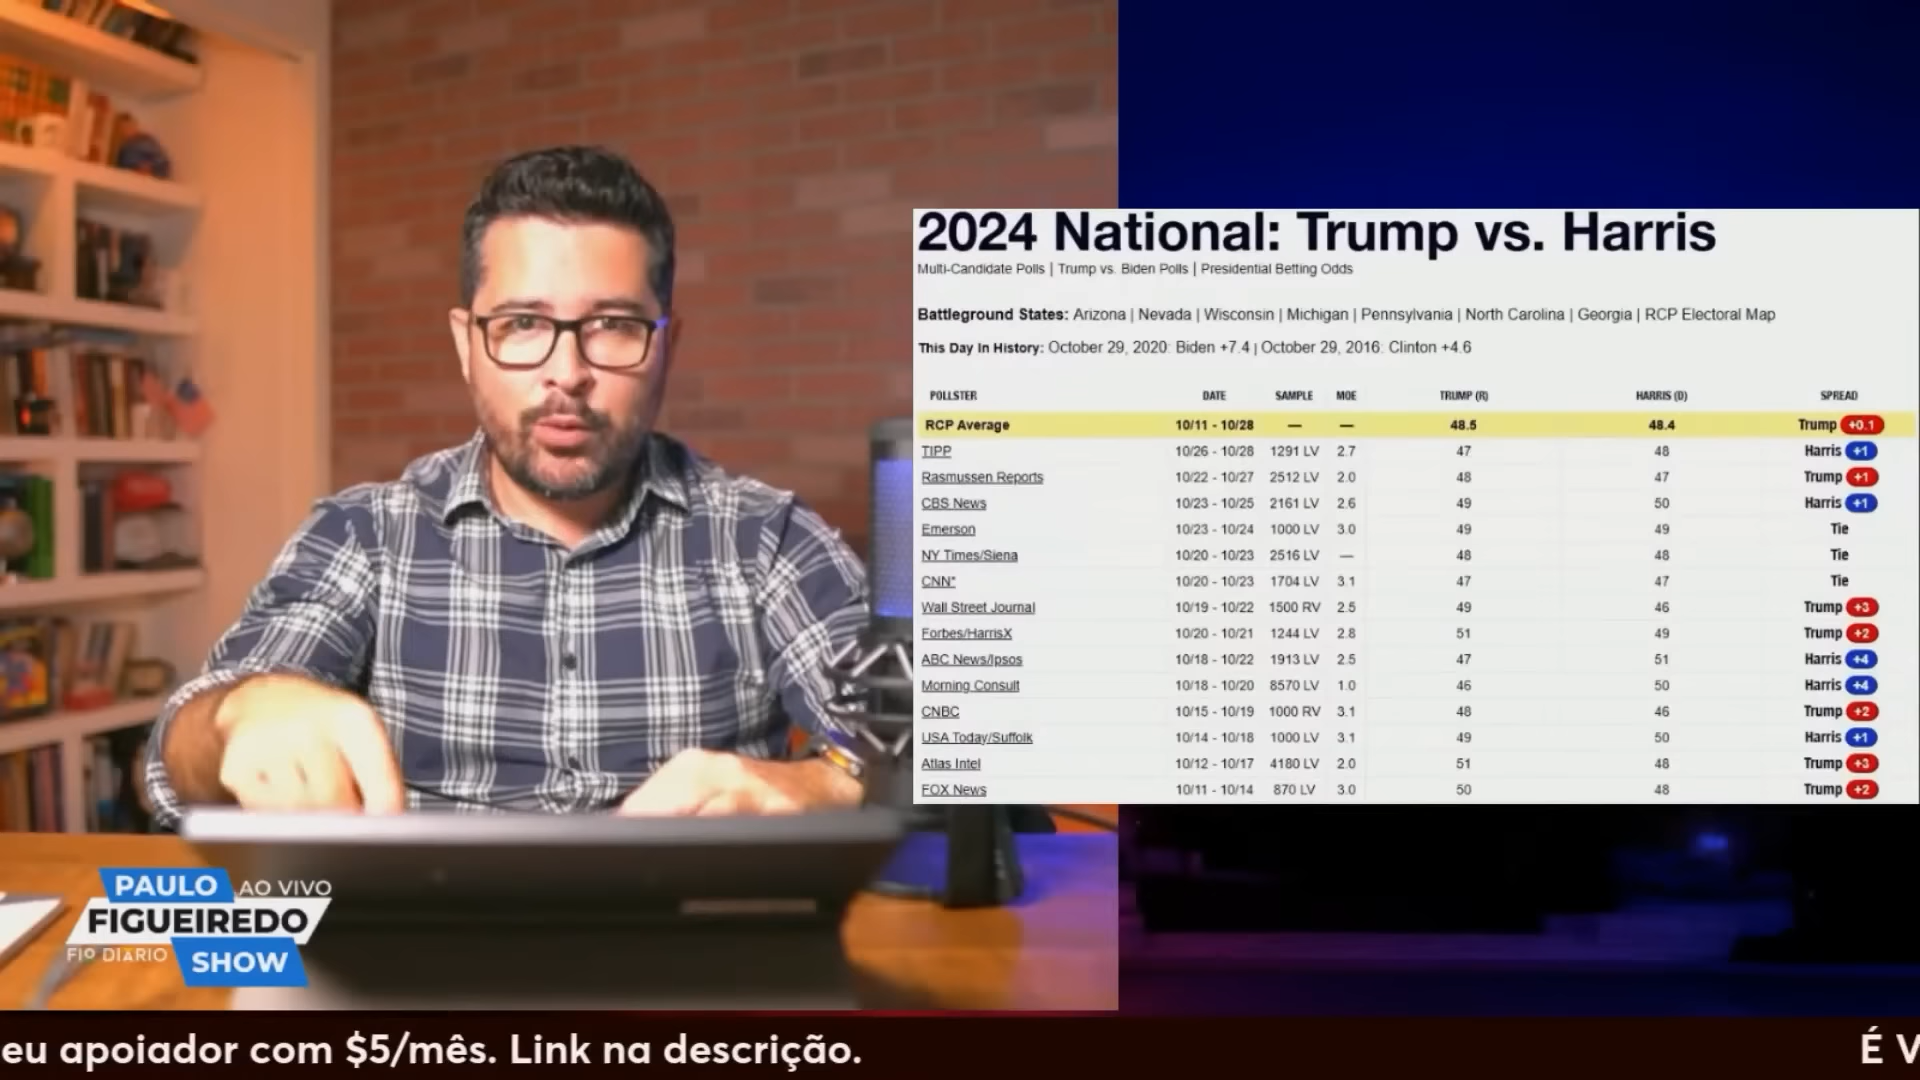 2024 National: Trump vs. Harris
Multi-Candidate Polls | Trump vs. Biden Polls | Presidential Betting Odds
Battleground States: Arizona | Nevada | Wisconsin | Michigan | Pennsylvania | North Carolina | Georgia | RCP Electoral Map
This Day In History: October 29, 2020: Biden +7.4 | October 29, 2016: Clinton +4.6
POLLSTER DATE SAMPLE MOE TRUMP (R) HARRIS (D) SPREAD
RCP Average 10/11 - 10/28 — — 48.5 48.4 Trump +0.1
TIPP 10/26 - 10/28 1291 LV 2.7 47 48 Harris +1
Rasmussen Reports 10/22 - 10/27 2512 LV 2.0 48 47 Trump +1
CBS News 10/23 - 10/25 2161 LV 2.6 49 50 Harris +1
Emerson 10/23 - 10/24 1000 LV 3.0 49 49 Tie
NY Times/Siena 10/20 - 10/23 2516 LV — 48 48 Tie
CNN* 10/20 - 10/23 1704 LV 3.1 47 47 Tie
Wall Street Journal 10/19 - 10/22 1500 RV 2.5 49 46 Trump +3
Forbes/HarrisX 10/20 - 10/21 1244 LV 2.8 51 49 Trump +2
ABC News/Ipsos 10/18 - 10/22 1913 LV 2.5 47 51 Harris +4
Morning Consult 10/18 - 10/20 8570 LV 1.0 46 50 Harris +4
CNBC 10/15 - 10/19 1000 RV 3.1 48 46 Trump +2
USA Today/Suffolk 10/14 - 10/18 1000 LV 3.1 49 50 Harris +1
Atlas Intel 10/12 - 10/17 4180 LV 2.0 51 48 Trump +3
FOX News 10/11 - 10/14 870 LV 3.0 50 48 Trump +2
PAULO AO VIVO
FIGUEIREDO
FIº DIÁRIO SHOW
eu apoiador com $5/mês. Link na descrição. É V